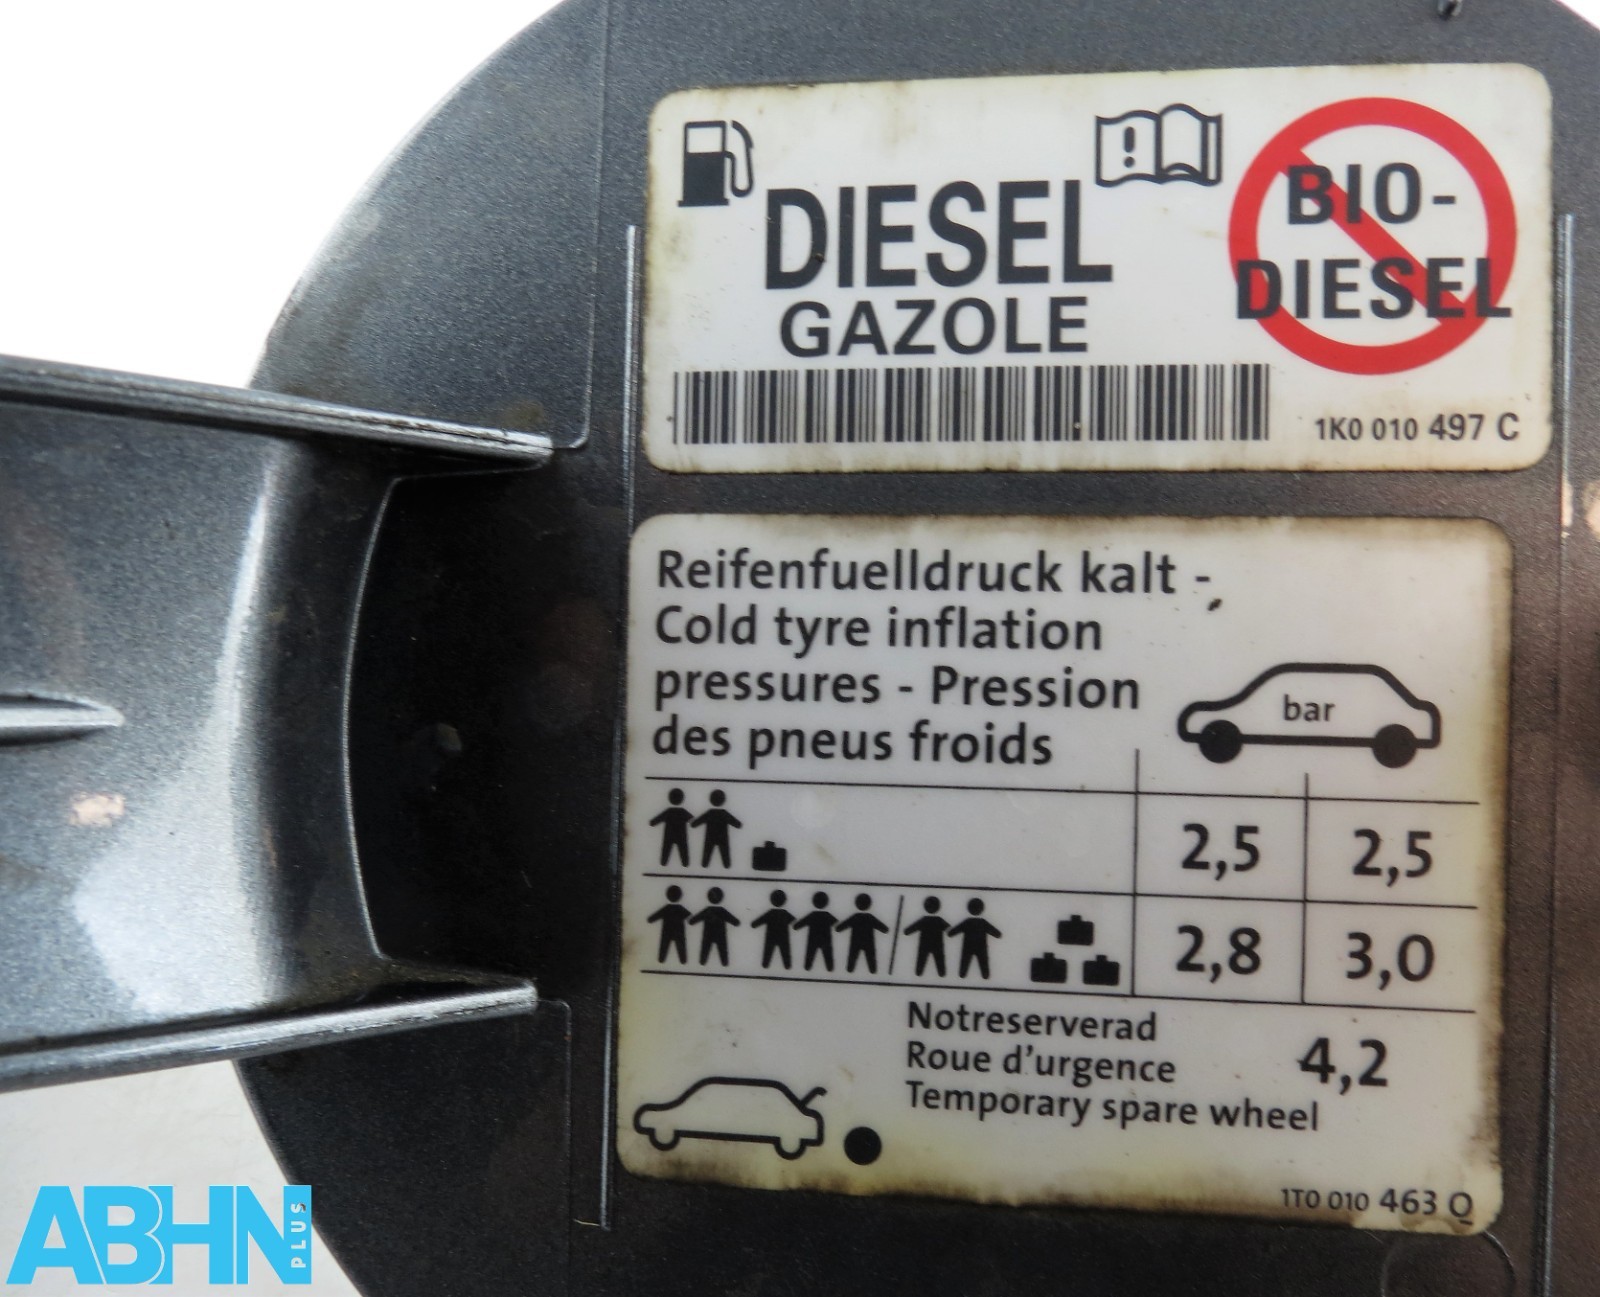 DIESEL
GAZOLE
BIO-
DIESEL
1K0 010 497 C
Reifenfuelldruck kalt -
Cold tyre inflation
pressures - Pression
des pneus froids
bar
2,5 2,5
2,8 3,0
Notreserverad
Roue d'urgence
Temporary spare wheel
4,2
1T0 010 463 Q
ABHN PLUS